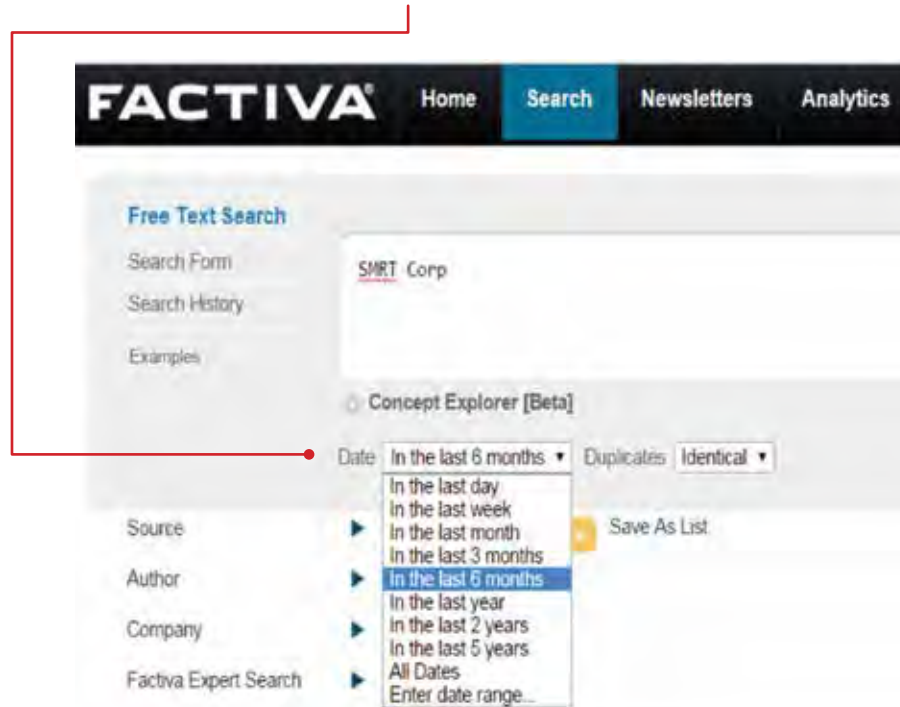 FACTIVA® Home Search Newsletters Analytics
Free Text Search
Search Form
Search History
Examples
SMRT Corp
Concept Explorer [Beta]
Date In the last 6 months Duplicates Identical
In the last day
In the last week
In the last month
In the last 3 months
In the last 6 months
In the last year
In the last 2 years
In the last 5 years
All Dates
Enter date range...
Source
Save As List
Author
Company
Factiva Expert Search